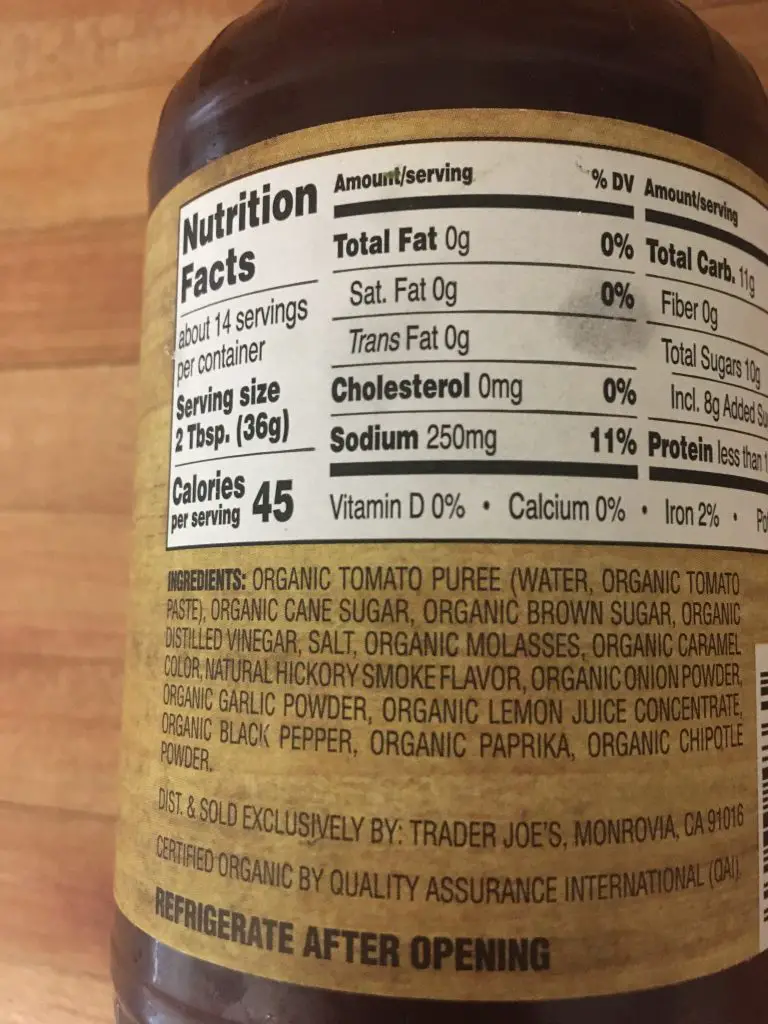 Nutrition
Facts
about 14 servings
per container
Serving size
2 Tbsp. (36g)
Calories
per serving 45
Amount/serving % DV
Total Fat 0g 0%
Sat. Fat 0g 0%
Trans Fat 0g
Cholesterol 0mg 0%
Sodium 250mg 11%
Amount/serving
Total Carb. 11g
Fiber 0g
Total Sugars 10g
Incl. 8g Added
Protein less than
Vitamin D 0% • Calcium 0% • Iron 2% •
INGREDIENTS: ORGANIC TOMATO PUREE (WATER, ORGANIC TOMATO
PASTE), ORGANIC CANE SUGAR, ORGANIC BROWN SUGAR, ORGANIC
DISTILLED VINEGAR, SALT, ORGANIC MOLASSES, ORGANIC CARAMEL
COLOR, NATURAL HICKORY SMOKE FLAVOR, ORGANIC ONION POWDER,
ORGANIC GARLIC POWDER, ORGANIC LEMON JUICE CONCENTRATE,
ORGANIC BLACK PEPPER, ORGANIC PAPRIKA, ORGANIC CHIPOTLE
POWDER.
DIST. & SOLD EXCLUSIVELY BY: TRADER JOE'S, MONROVIA, CA 91016
CERTIFIED ORGANIC BY QUALITY ASSURANCE INTERNATIONAL (QAI).
REFRIGERATE AFTER OPENING